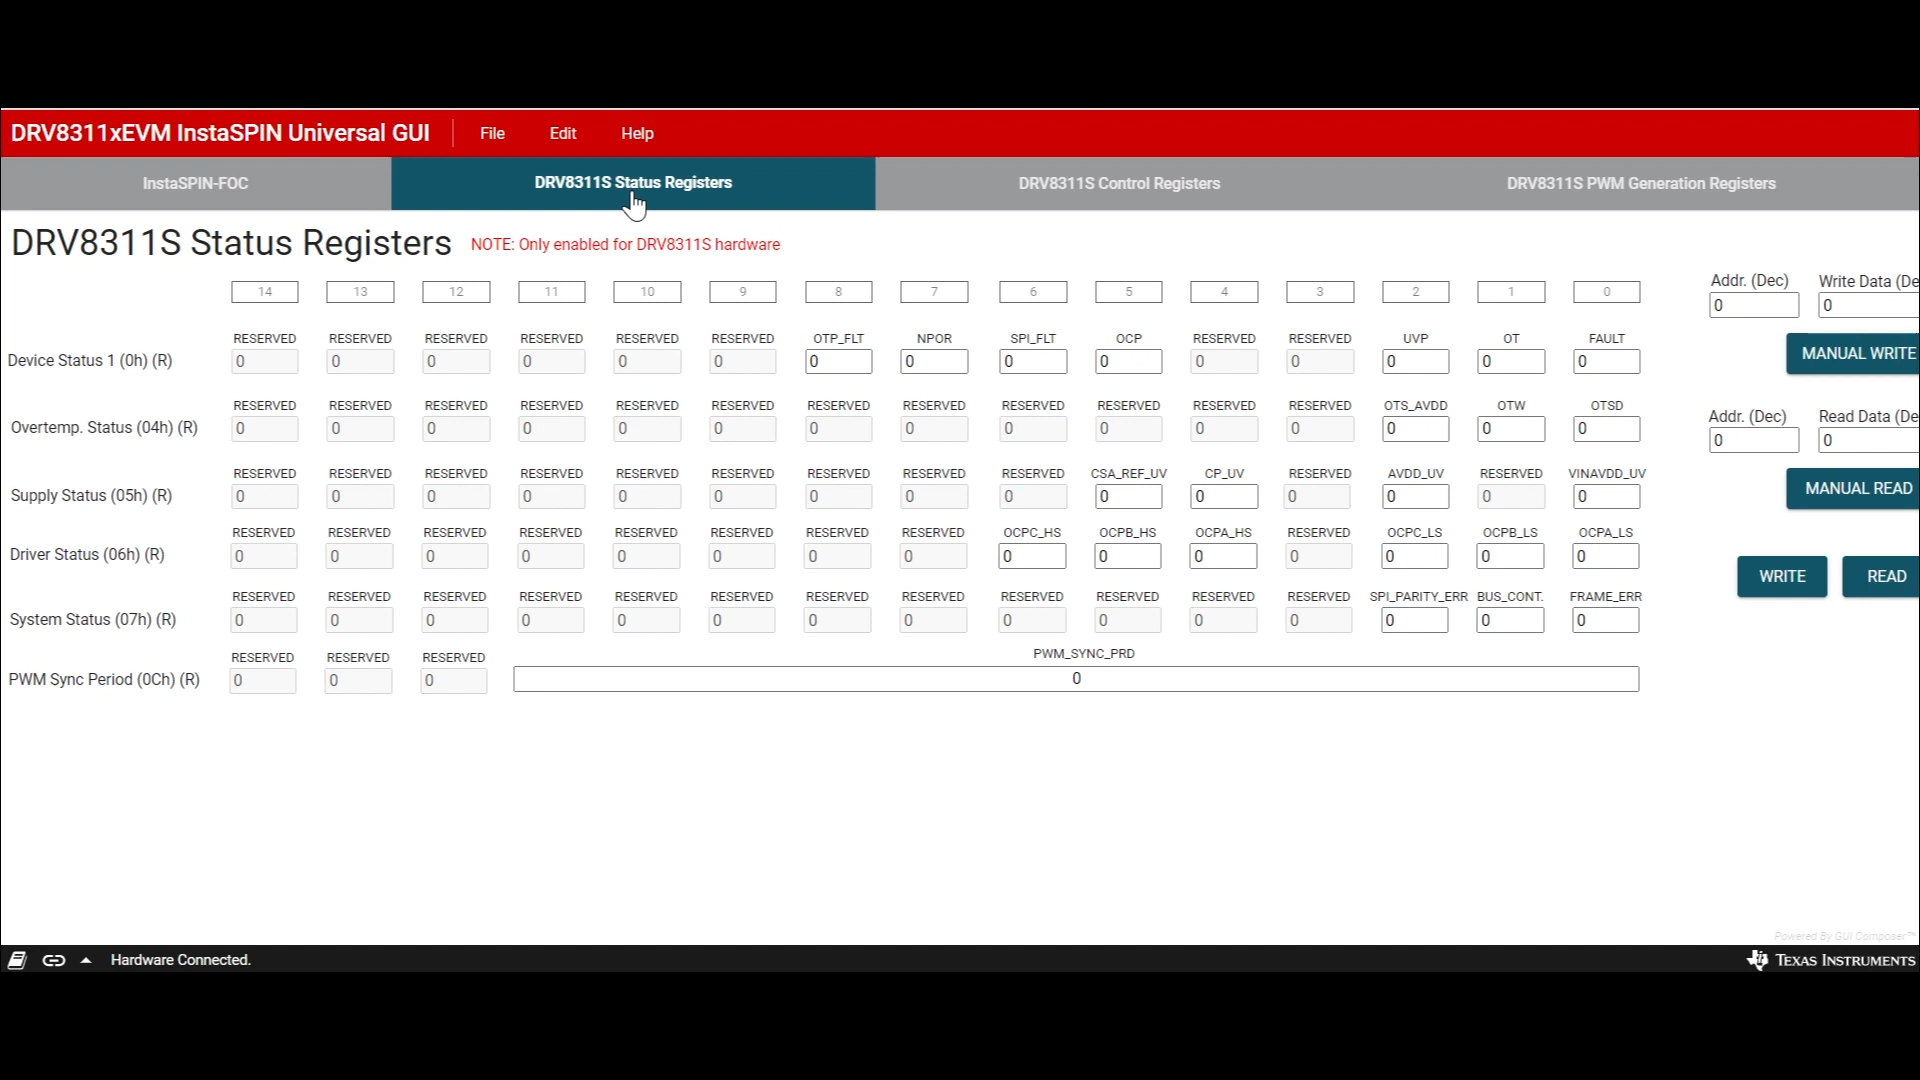 DRV8311xEVM InstaSPIN Universal GUI File Edit Help
InstaSPIN-FOC DRV8311S Status Registers DRV8311S Control Registers DRV8311S PWM Generation Registers
DRV8311S Status Registers NOTE: Only enabled for DRV8311S hardware
14 13 12 11 10 9 8 7 6 5 4 3 2 1 0
Addr. (Dec) Write Data (De
0 0
RESERVED RESERVED RESERVED RESERVED RESERVED RESERVED OTP_FLT NPOR SPI_FLT OCP RESERVED RESERVED UVP OT FAULT
Device Status 1 (0h) (R) 0 0 0 0 0 0 0 0 0 0 0 0 0 0 0
MANUAL WRITE
RESERVED RESERVED RESERVED RESERVED RESERVED RESERVED RESERVED RESERVED RESERVED RESERVED RESERVED RESERVED OTS_AVDD OTW OTSD
Overtemp. Status (04h) (R) 0 0 0 0 0 0 0 0 0 0 0 0 0 0 0
Addr. (Dec) Read Data (De
0 0
RESERVED RESERVED RESERVED RESERVED RESERVED RESERVED RESERVED RESERVED RESERVED CSA_REF_UV CP_UV RESERVED AVDD_UV RESERVED VINAVDD_UV
Supply Status (05h) (R) 0 0 0 0 0 0 0 0 0 0 0 0 0 0 0
MANUAL READ
RESERVED RESERVED RESERVED RESERVED RESERVED RESERVED RESERVED RESERVED OCPC_HS OCPB_HS OCPA_HS RESERVED OCPC_LS OCPB_LS OCPA_LS
Driver Status (06h) (R) 0 0 0 0 0 0 0 0 0 0 0 0 0 0 0
WRITE READ
RESERVED RESERVED RESERVED RESERVED RESERVED RESERVED RESERVED RESERVED RESERVED RESERVED RESERVED RESERVED SPI_PARITY_ERR BUS_CONT. FRAME_ERR
System Status (07h) (R) 0 0 0 0 0 0 0 0 0 0 0 0 0 0 0
RESERVED RESERVED RESERVED PWM_SYNC_PRD
PWM Sync Period (0Ch) (R) 0 0 0 0
Powered By GUI Composer™
Hardware Connected. TEXAS INSTRUMENTS